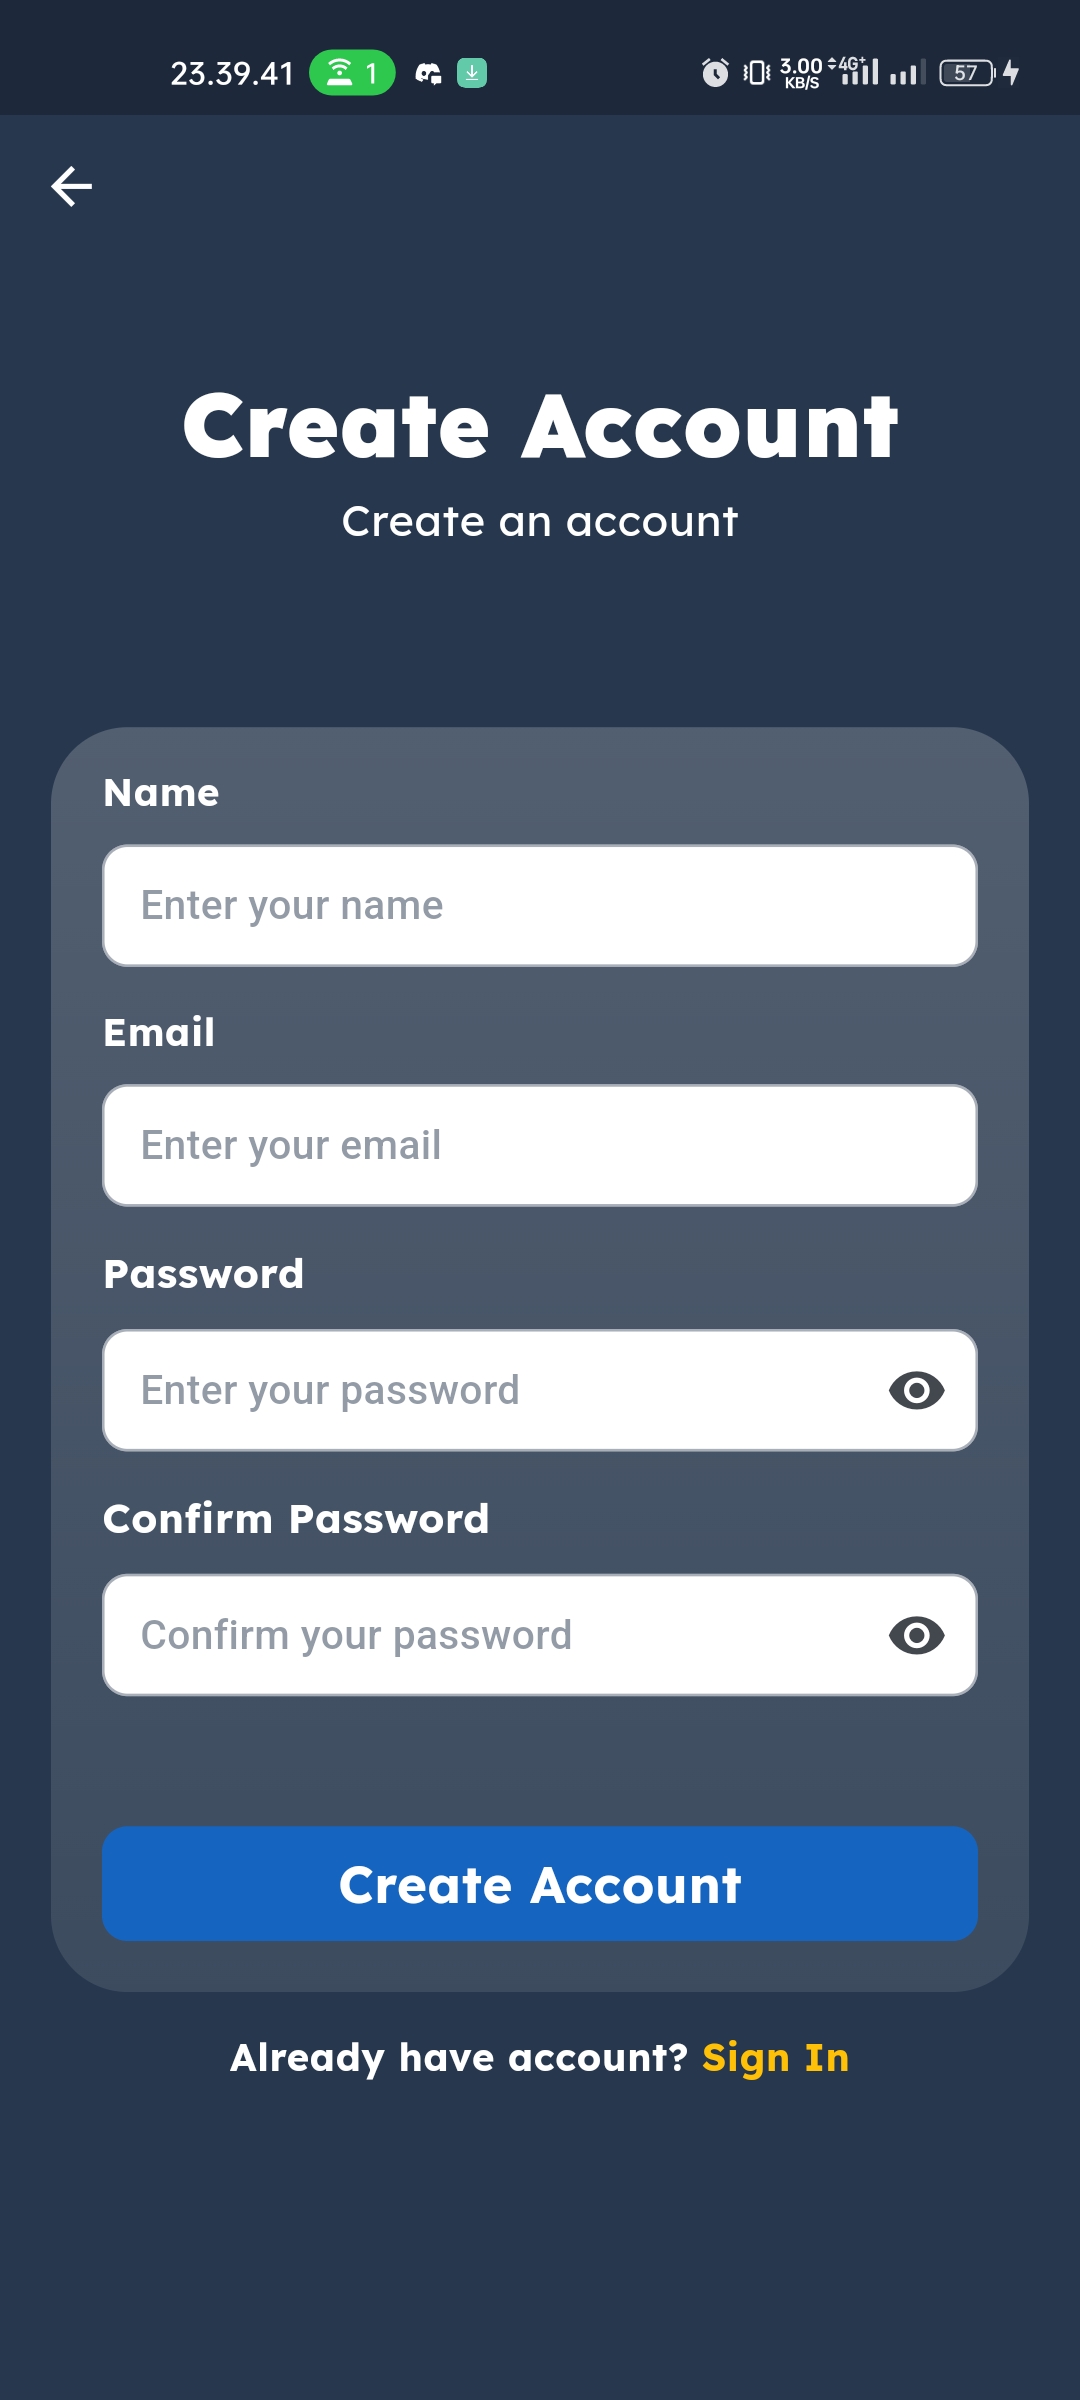 23.39.41 1 3.00 KB/S 4G+ 57
Create Account
Create an account
Name
Enter your name
Email
Enter your email
Password
Enter your password
Confirm Password
Confirm your password
Create Account
Already have account? Sign In